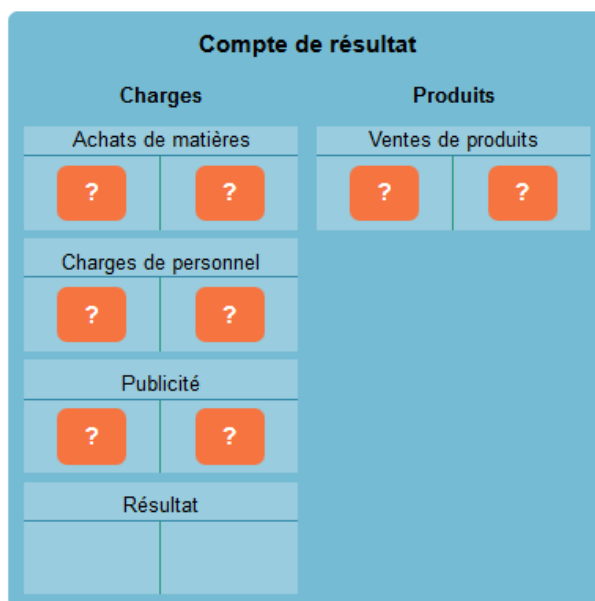 Compte de résultat
Charges
Produits
Achats de matières
Ventes de produits
? ?
? ?
Charges de personnel
? ?
Publicité
? ?
Résultat